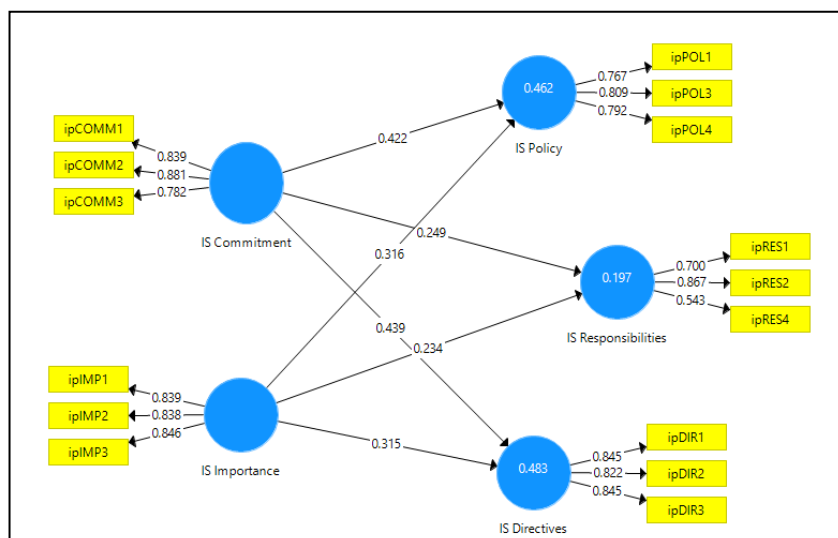 ipPOL1
0.767
0.462
0.809
ipPOL3
0.792
ipPOL4
IS Policy
ipCOMM1
0.839
ipCOMM2
0.881
ipCOMM3
0.782
IS Commitment
0.422
0.249
0.316
0.439
0.234
0.315
ipRES1
0.700
0.197
0.867
ipRES2
0.543
ipRES4
IS Responsibilities
ipIMP1
0.839
ipIMP2
0.838
ipIMP3
0.846
IS Importance
ipDIR1
0.845
0.483
0.822
ipDIR2
0.845
ipDIR3
IS Directives